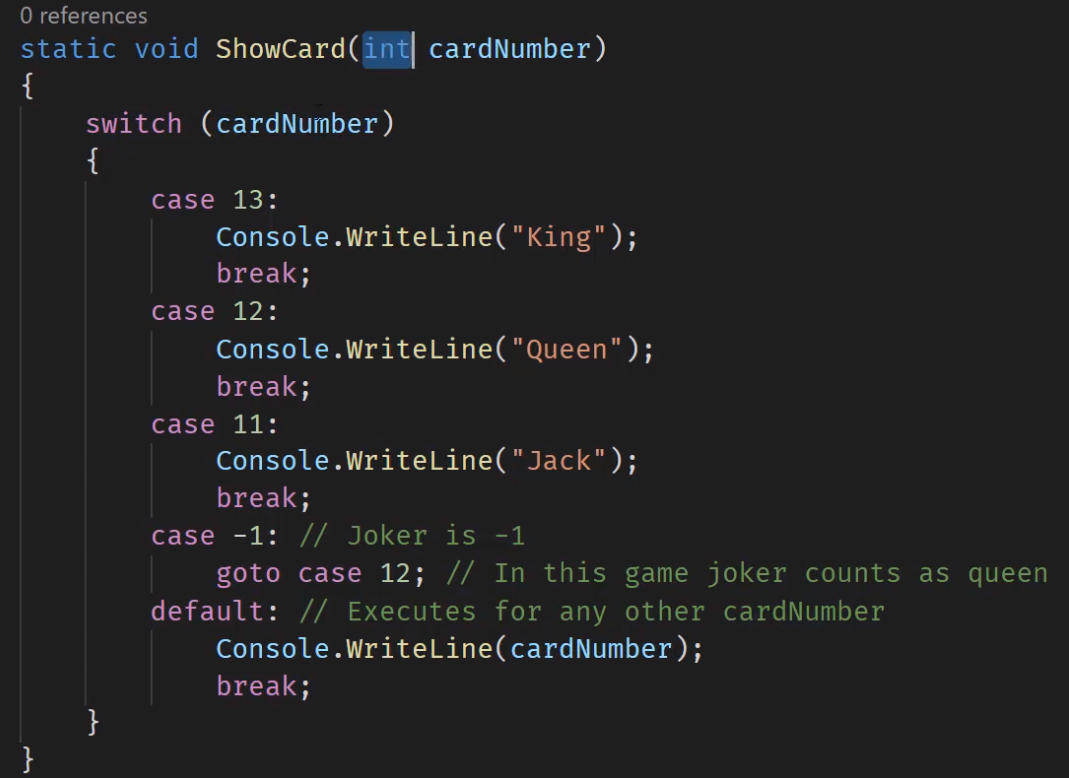 0 references
static void ShowCard(int cardNumber)
{
switch (cardNumber)
{
case 13:
Console.WriteLine("King");
break;
case 12:
Console.WriteLine("Queen");
break;
case 11:
Console.WriteLine("Jack");
break;
case -1: // Joker is -1
goto case 12; // In this game joker counts as queen
default: // Executes for any other cardNumber
Console.WriteLine(cardNumber);
break;
}
}